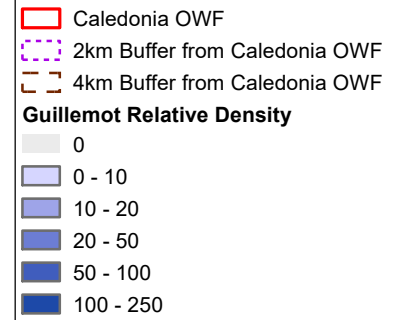 Caledonia OWF
2km Buffer from Caledonia OWF
4km Buffer from Caledonia OWF
Guillemot Relative Density
0
0 - 10
10 - 20
20 - 50
50 - 100
100 - 250